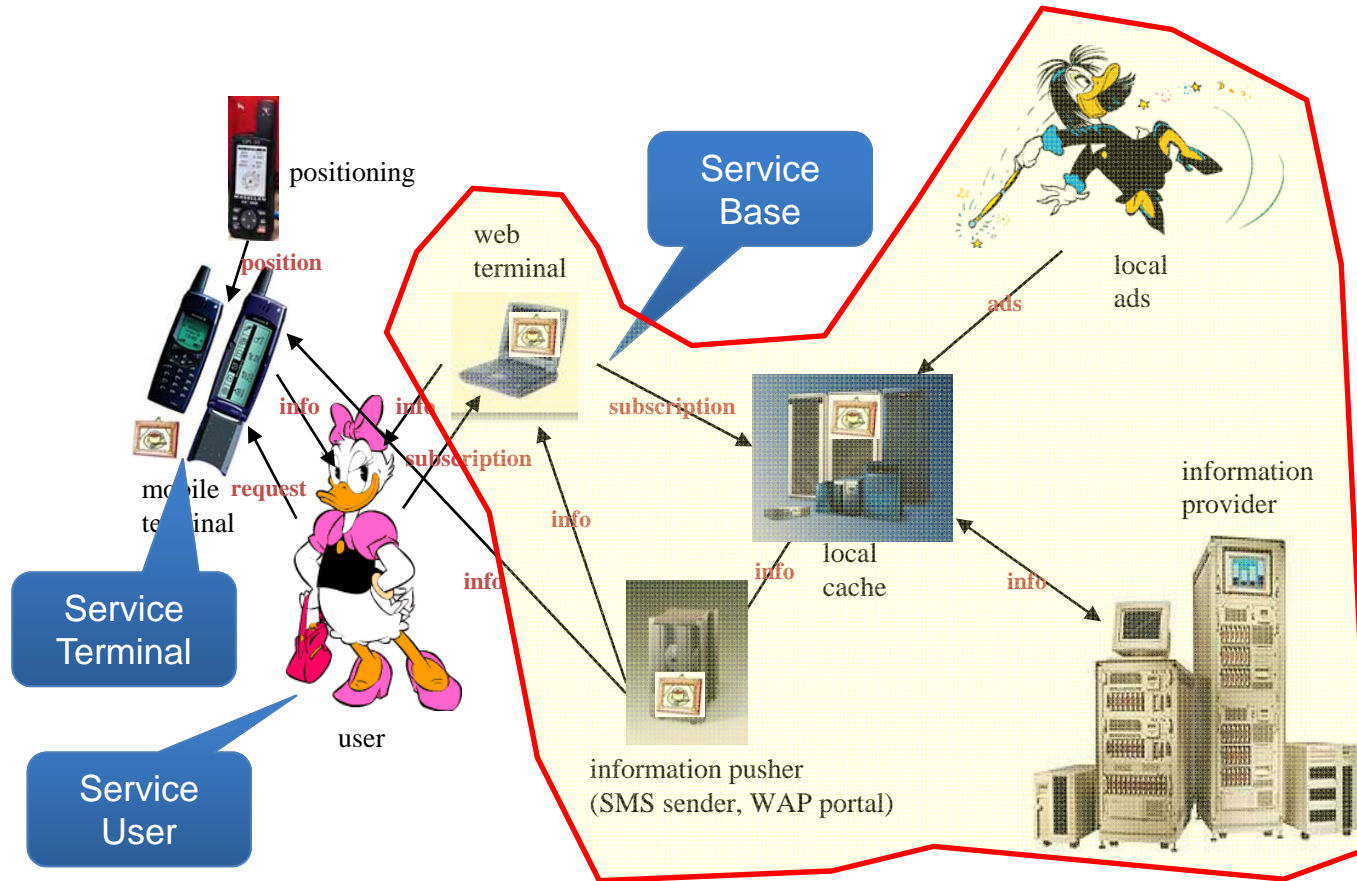 positioning
position
Service
Base
web
terminal
local
ads
ads
info
info
subscription
subscription
mobile
terminal
request
information
provider
info
info
info
local
cache
info
Service
Terminal
user
information pusher
(SMS sender, WAP portal)
Service
User